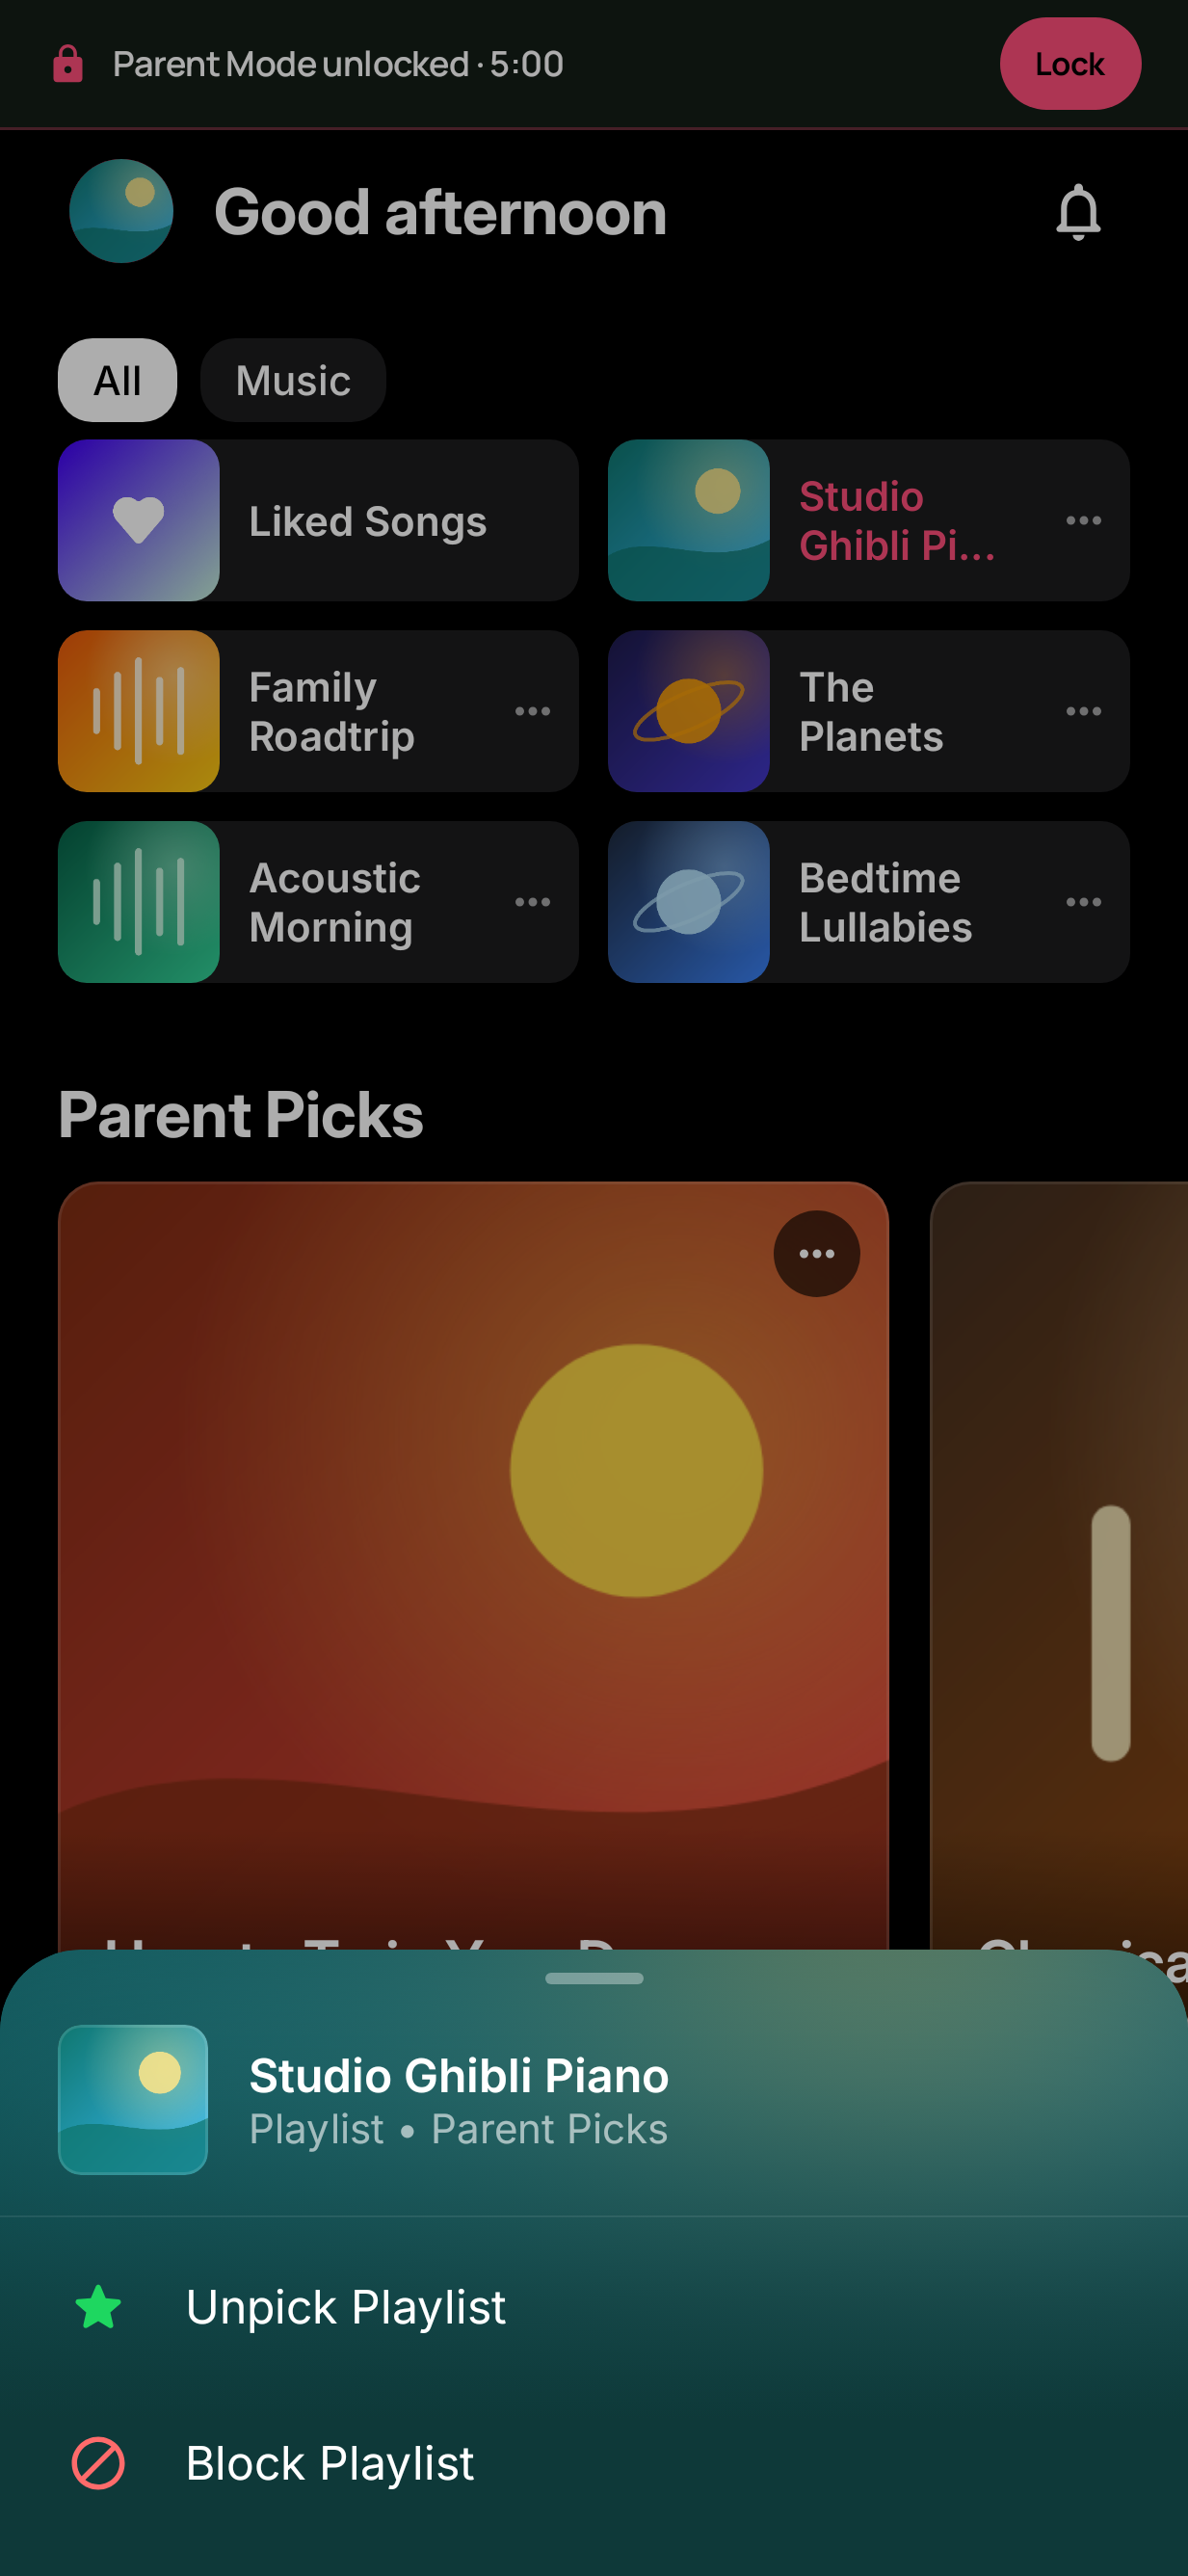 Parent Mode unlocked · 5:00
Lock
Good afternoon
All
Music
Liked Songs
Studio
Ghibli Pi...
Family
Roadtrip
The
Planets
Acoustic
Morning
Bedtime
Lullabies
Parent Picks
Studio Ghibli Piano
Playlist • Parent Picks
Unpick Playlist
Block Playlist